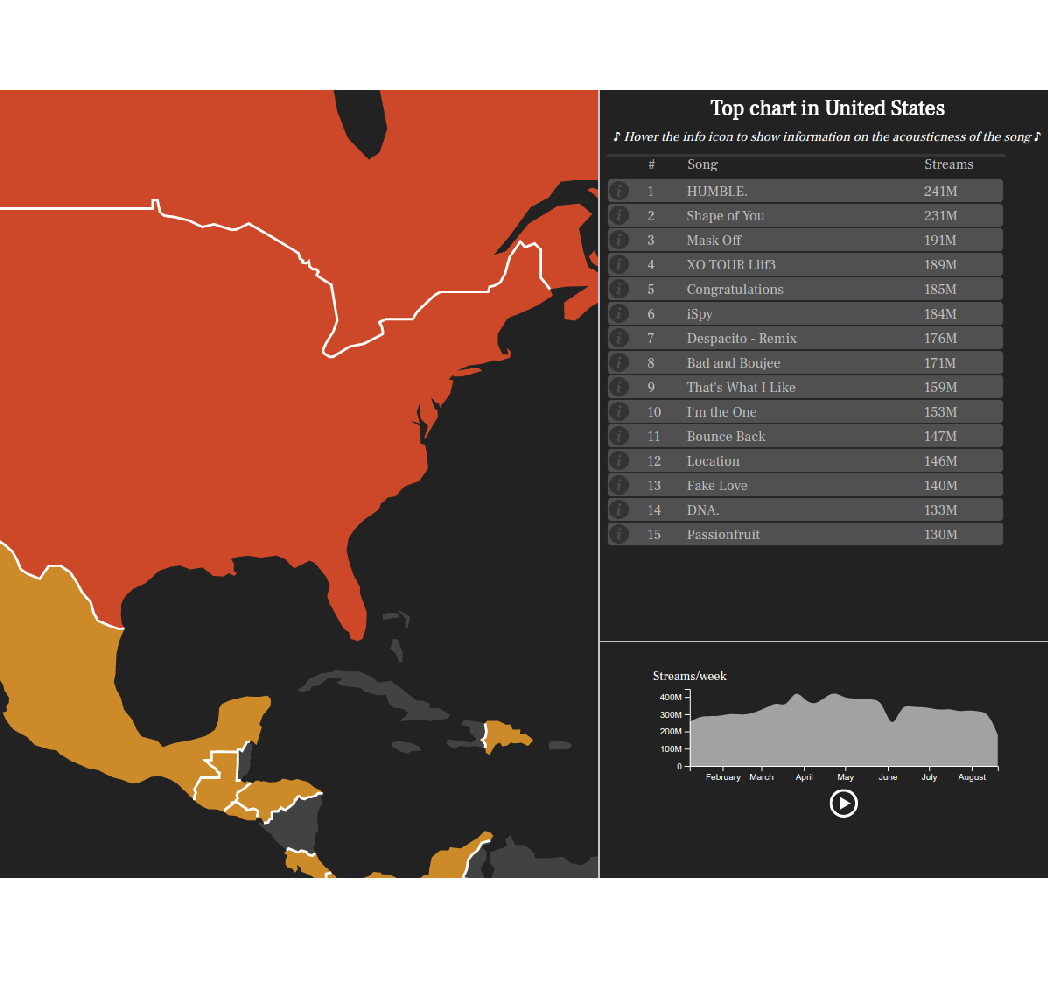 Top chart in United States
♪ Hover the info icon to show information on the acousticness of the song ♪
# Song Streams
i 1 HUMBLE. 241M
i 2 Shape of You 231M
i 3 Mask Off 191M
i 4 XO TOUR Llif3 189M
i 5 Congratulations 185M
i 6 iSpy 184M
i 7 Despacito - Remix 176M
i 8 Bad and Boujee 171M
i 9 That's What I Like 159M
i 10 I'm the One 153M
i 11 Bounce Back 147M
i 12 Location 146M
i 13 Fake Love 140M
i 14 DNA. 133M
i 15 Passionfruit 130M
Streams/week
400M
300M
200M
100M
0
February March April May June July August